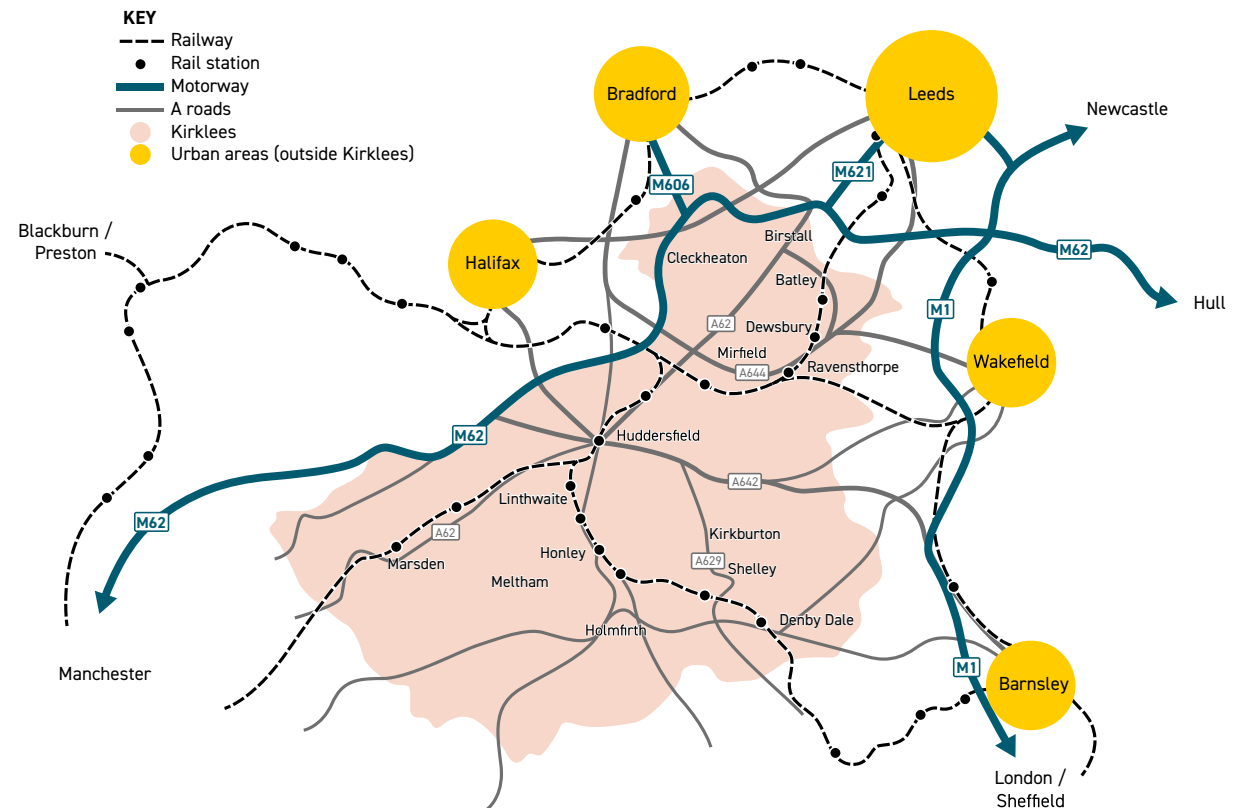 KEY
Railway
Rail station
Motorway
A roads
Kirklees
Urban areas (outside Kirklees)
Bradford
Leeds
Newcastle
M606
M621
Blackburn /
Preston
Halifax
Birstall
Cleckheaton
M62
Batley
Hull
M1
A62
Dewsbury
Mirfield
Wakefield
A644
Ravensthorpe
M62
Huddersfield
A642
Linthwaite
M62
A62
Kirkburton
Honley
A629
Marsden
Shelley
Meltham
Denby Dale
Holmfirth
M1
Manchester
Barnsley
London /
Sheffield